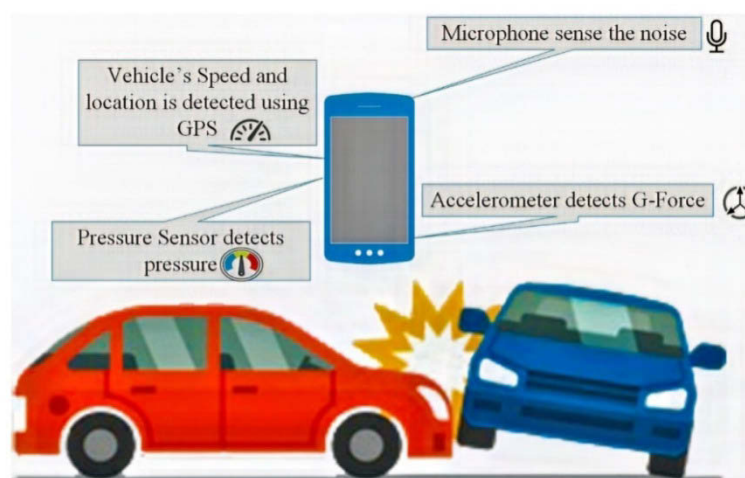 Microphone sense the noise
Vehicle's Speed and
location is detected using
GPS
Accelerometer detects G-Force
Pressure Sensor detects
pressure